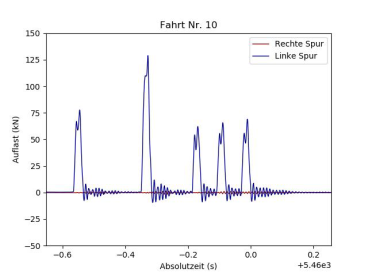 Fahrt Nr. 10
150
125
100
75
50
25
0
−25
−50
Auflast (kN)
Rechte Spur
Linke Spur
−0.6
−0.4
−0.2
0.0
0.2
+5.46e3
Absolutzeit (s)